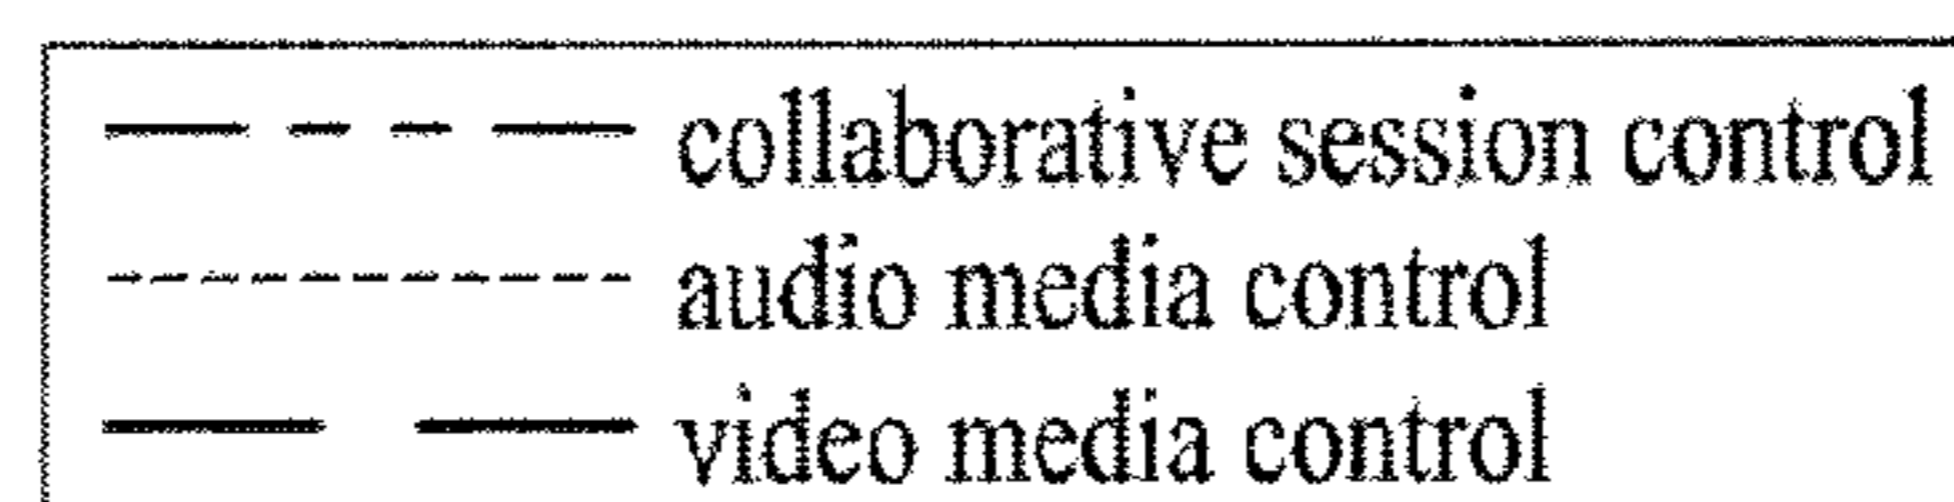 collaborative session control
audio media control
video media control